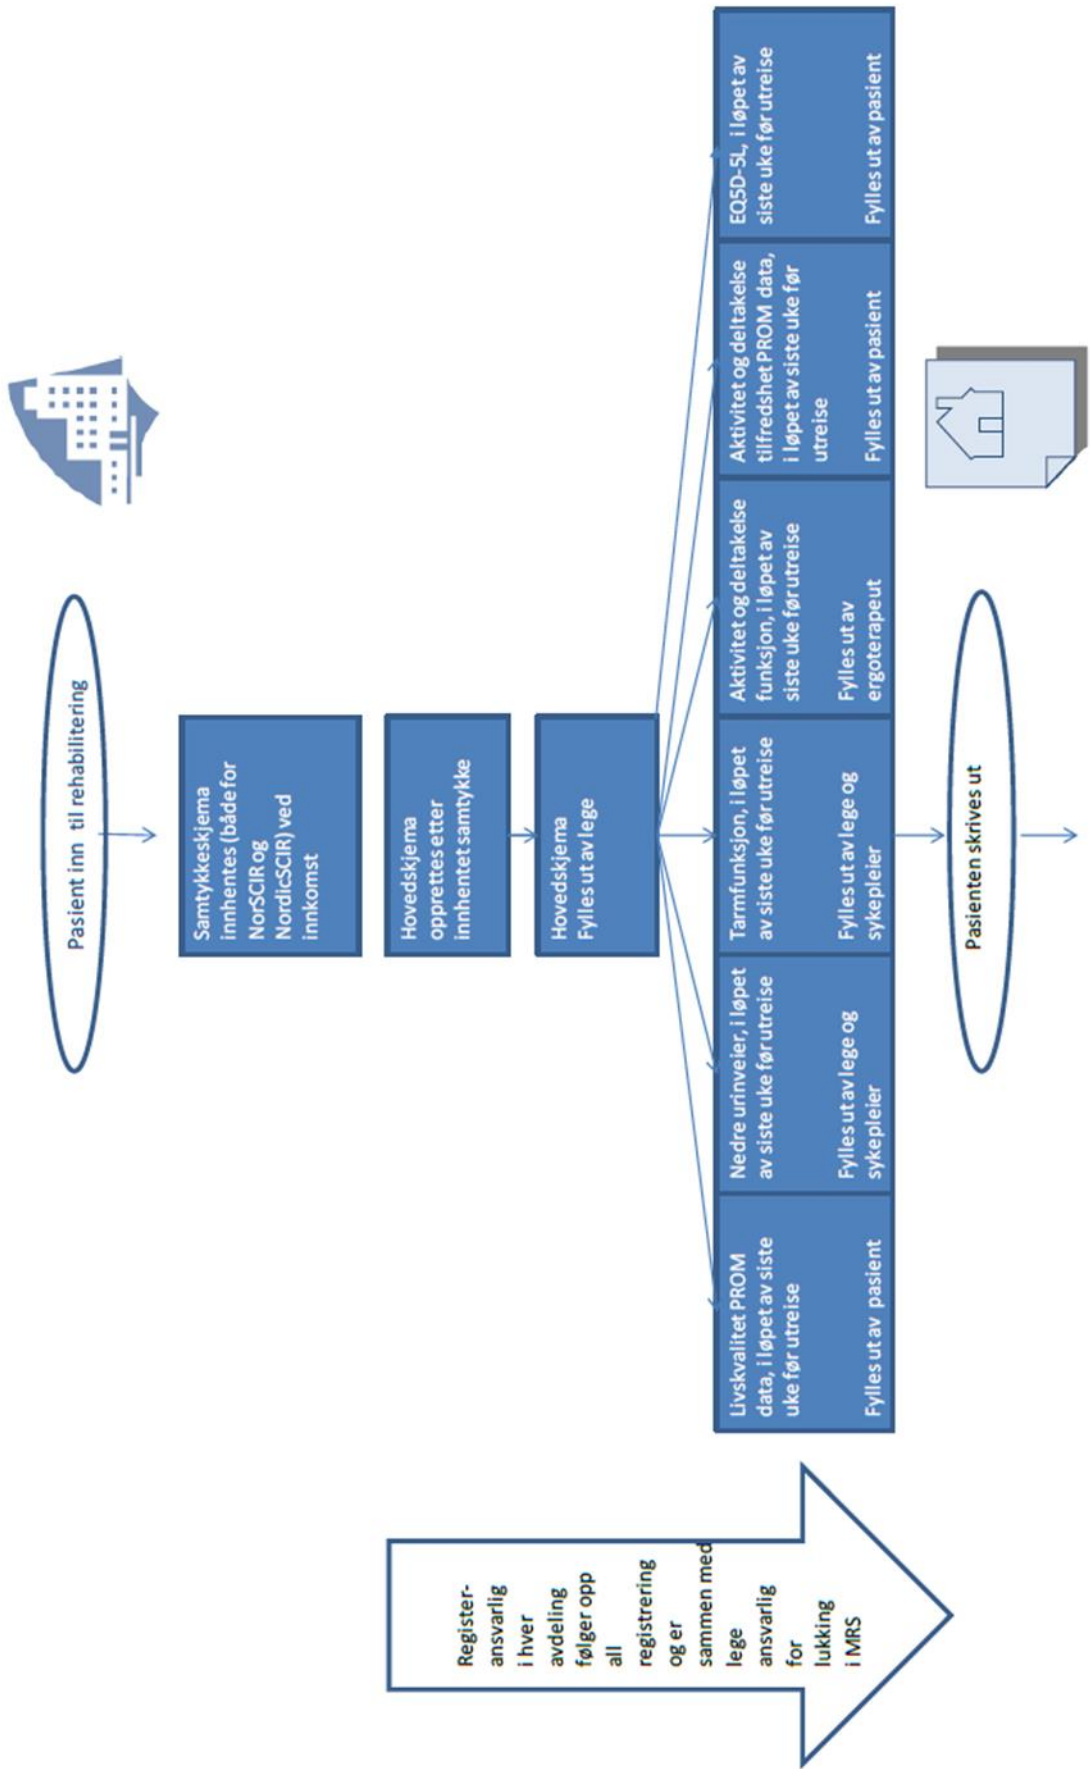 Pasient inn til rehabilitering
Samtykkeskjema
innhentes (både for
NorSCIR og
NordicSCIR) ved
innkomst
Hovedskjema
opprettes etter
innhentet samtykke
Hovedskjema
Fylles ut av lege
Livskvalitet PROM
data, i løpet av siste
uke før utreise
Fylles ut av pasient
Nedre urinveier, i løpet
av siste uke før utreise
Fylles ut av lege og
sykepleier
Tarmfunksjon, i løpet
av siste uke før utreise
Fylles ut av lege og
sykepleier
Aktivitet og deltakelse
funksjon, i løpet av
siste uke før utreise
Fylles ut av
ergoterapeut
Aktivitet og deltakelse
tilfredshet PROM data,
i løpet av siste uke før
utreise
Fylles ut av pasient
EQ5D-5L, i løpet av
siste uke før utreise
Fylles ut av pasient
Pasienten skrives ut
Register-
ansvarlig
i hver
avdeling
følger opp
all
registrering
og er
sammen med
lege
ansvarlig
for
lukking
i MRS